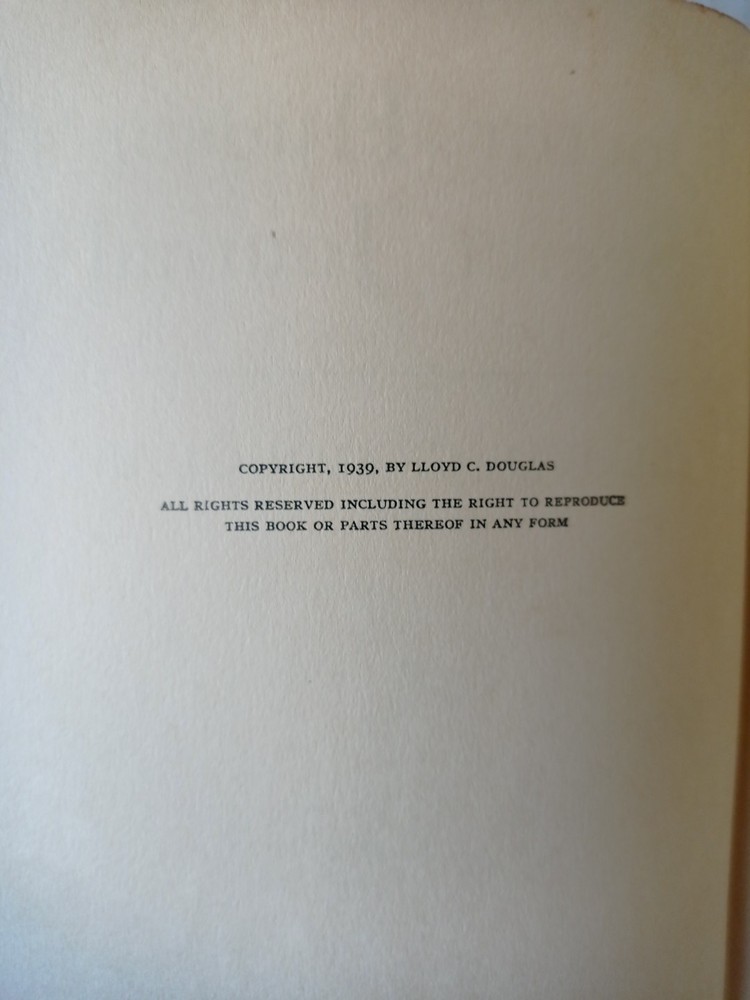 COPYRIGHT, 1939, BY LLOYD C. DOUGLAS
ALL RIGHTS RESERVED INCLUDING THE RIGHT TO REPRODUCE
THIS BOOK OR PARTS THEREOF IN ANY FORM